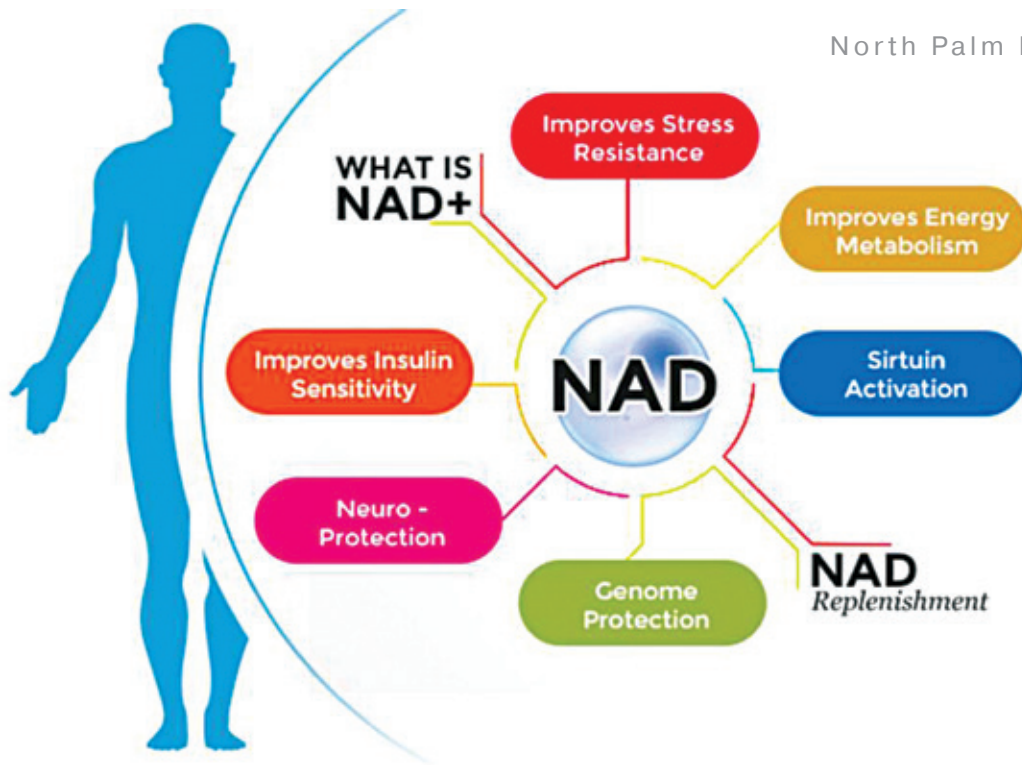 North Palm
Improves Stress
Resistance
WHAT IS
NAD+
Improves Energy
Metabolism
Improves Insulin
Sensitivity
NAD
Sirtuin
Activation
Neuro -
Protection
Genome
Protection
NAD
Replenishment